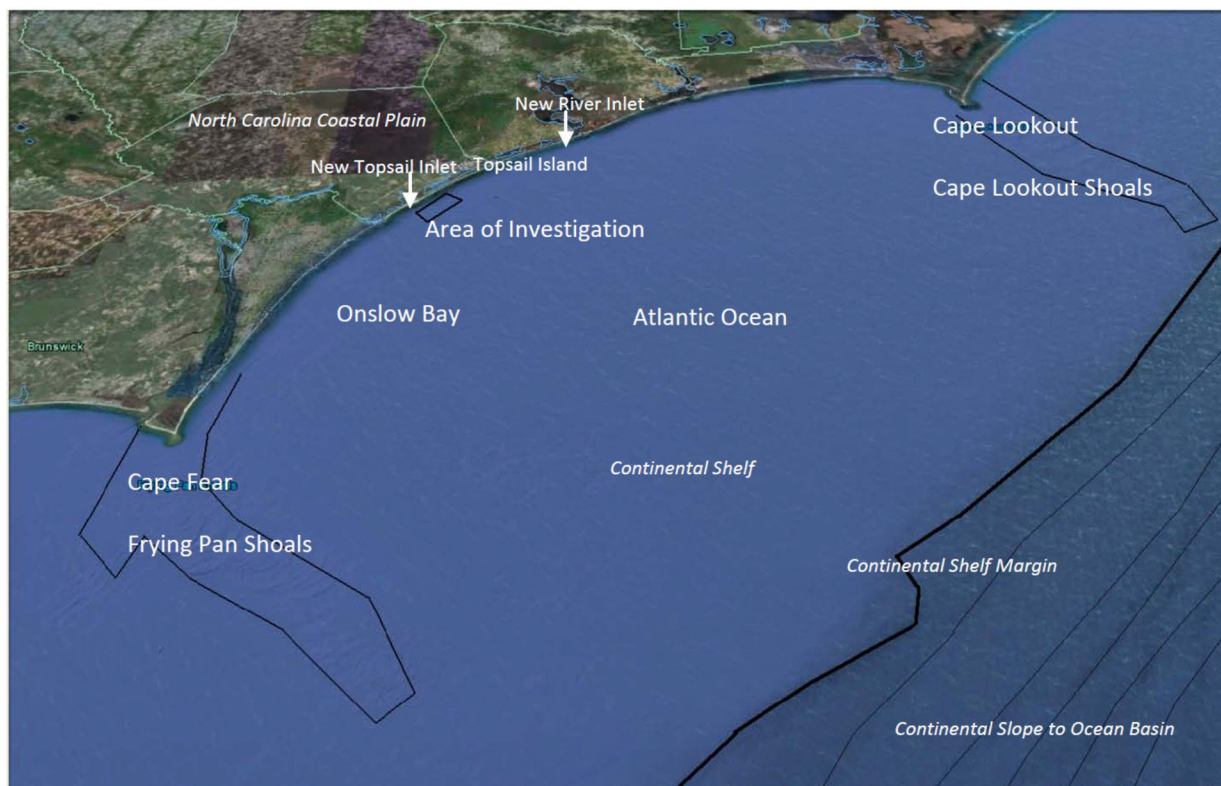 New River Inlet
North Carolina Coastal Plain
Cape Lookout
New Topsail Inlet
Topsail Island
Cape Lookout Shoals
Area of Investigation
Onslow Bay
Atlantic Ocean
Brunswick
Continental Shelf
Cape Fear
Frying Pan Shoals
Continental Shelf Margin
Continental Slope to Ocean Basin